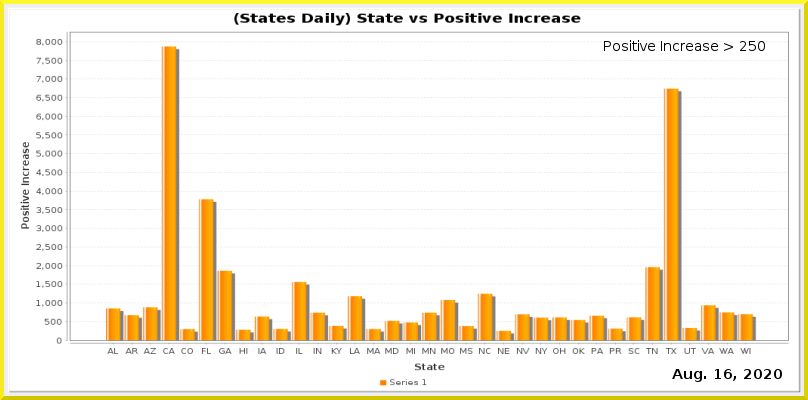 (States Daily) State vs Positive Increase
Positive Increase > 250
Positive Increase
8,000
7,500
7,000
6,500
6,000
5,500
5,000
4,500
4,000
3,500
3,000
2,500
2,000
1,500
1,000
500
0
AL AR AZ CA CO FL GA HI IA ID IL IN KY LA MA MD MI MN MO MS NC NE NV NY OH OK PA PR SC TN TX UT VA WA WI
State
Series 1
Aug. 16, 2020